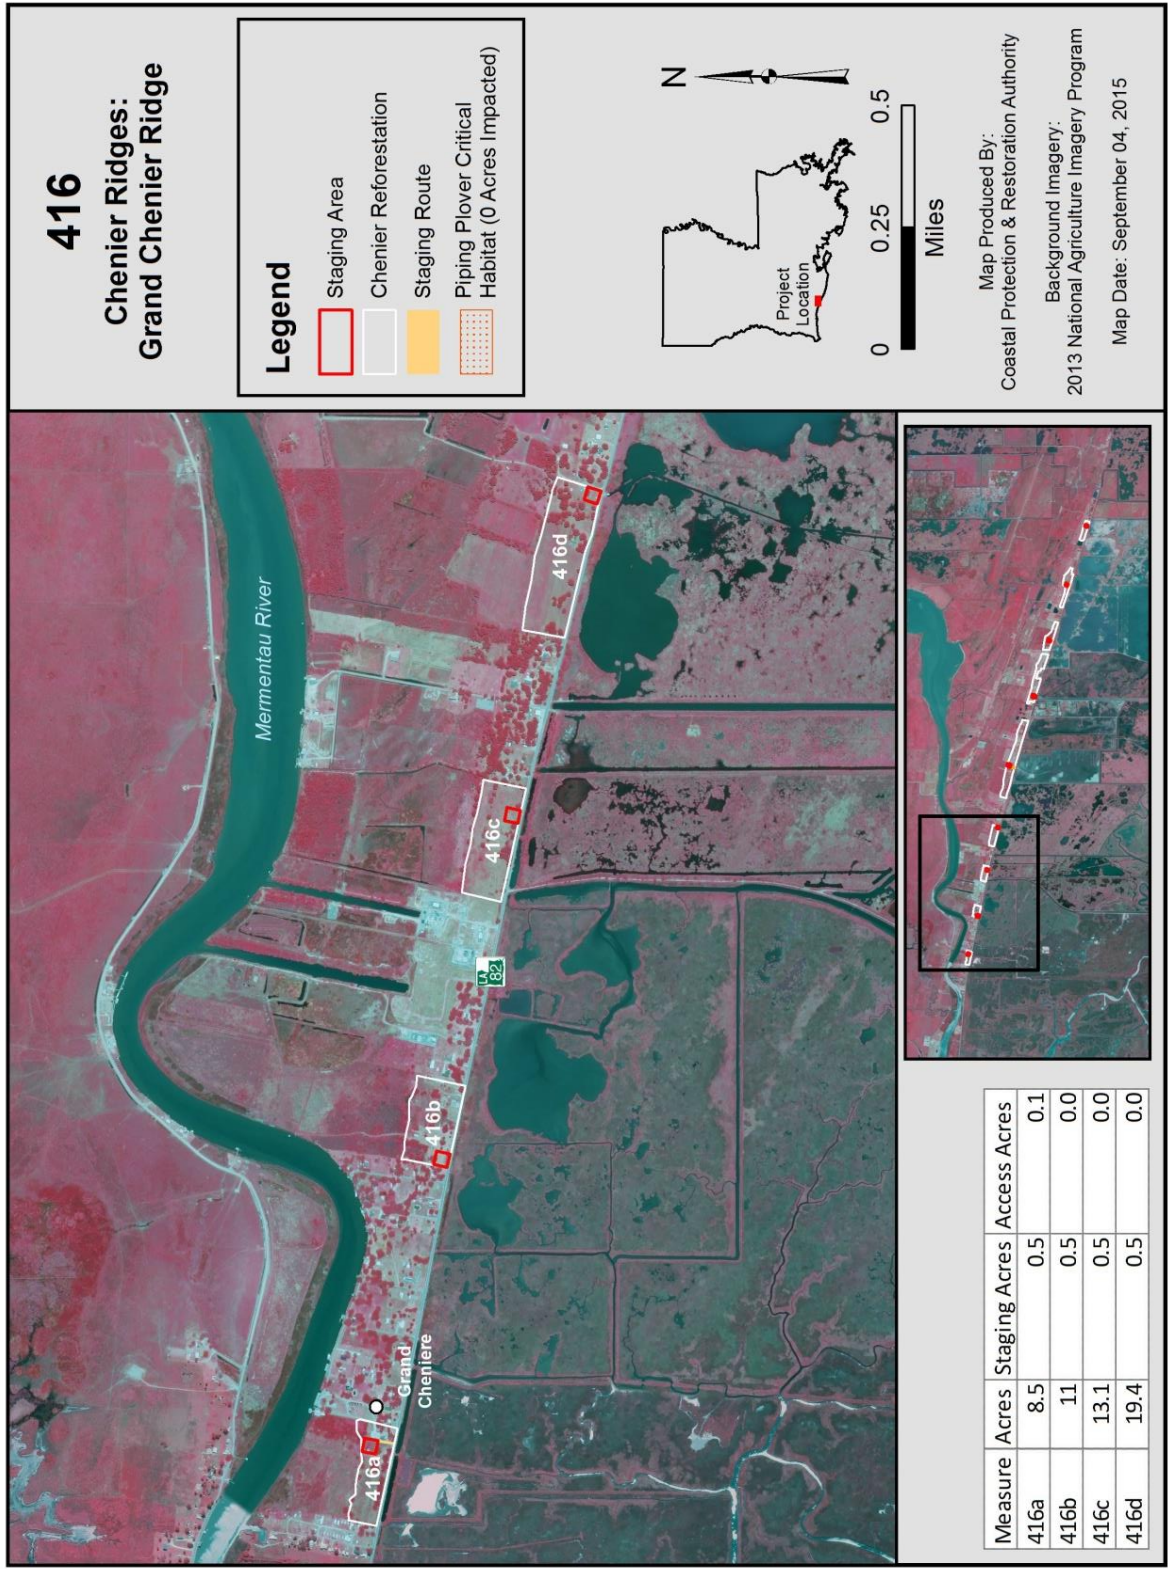 416
Chenier Ridges:
Grand Chenier Ridge
Legend
Staging Area
Chenier Reforestation
Staging Route
Piping Plover Critical
Habitat (0 Acres Impacted)
Project
Location
N
0 0.25 0.5
Miles
Map Produced By:
Coastal Protection & Restoration Authority
Background Imagery:
2013 National Agriculture Imagery Program
Map Date: September 04, 2015
Mermentau River
416a
Grand
Cheniere
416b
LA
82
416c
416d
Measure Acres Staging Acres Access Acres
416a 8.5 0.5 0.1
416b 11 0.5 0.0
416c 13.1 0.5 0.0
416d 19.4 0.5 0.0